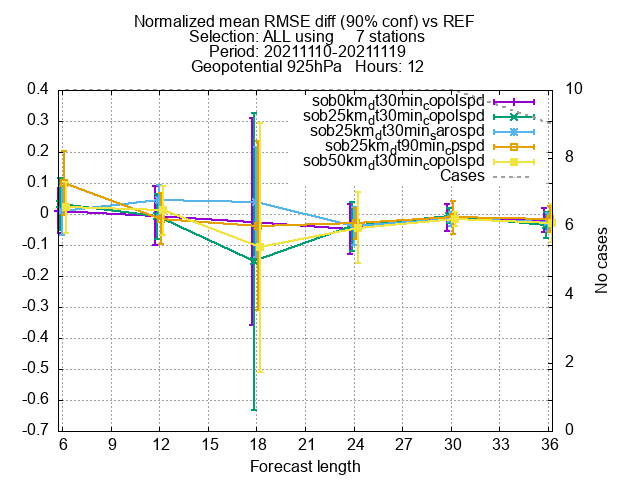 Normalized mean RMSE diff (90% conf) vs REF
Selection: ALL using 7 stations
Period: 20211110-20211119
Geopotential 925hPa Hours: 12
sob0km_dt30min_copolspd
sob25km_dt30min_copolspd
sob25km_dt30min_sarospd
sob25km_dt90min_cpspd
sob50km_dt30min_copolspd
Cases
0.4
0.3
0.2
0.1
0
-0.1
-0.2
-0.3
-0.4
-0.5
-0.6
-0.7
10
8
6
4
2
0
No cases
6 9 12 15 18 21 24 27 30 33 36
Forecast length